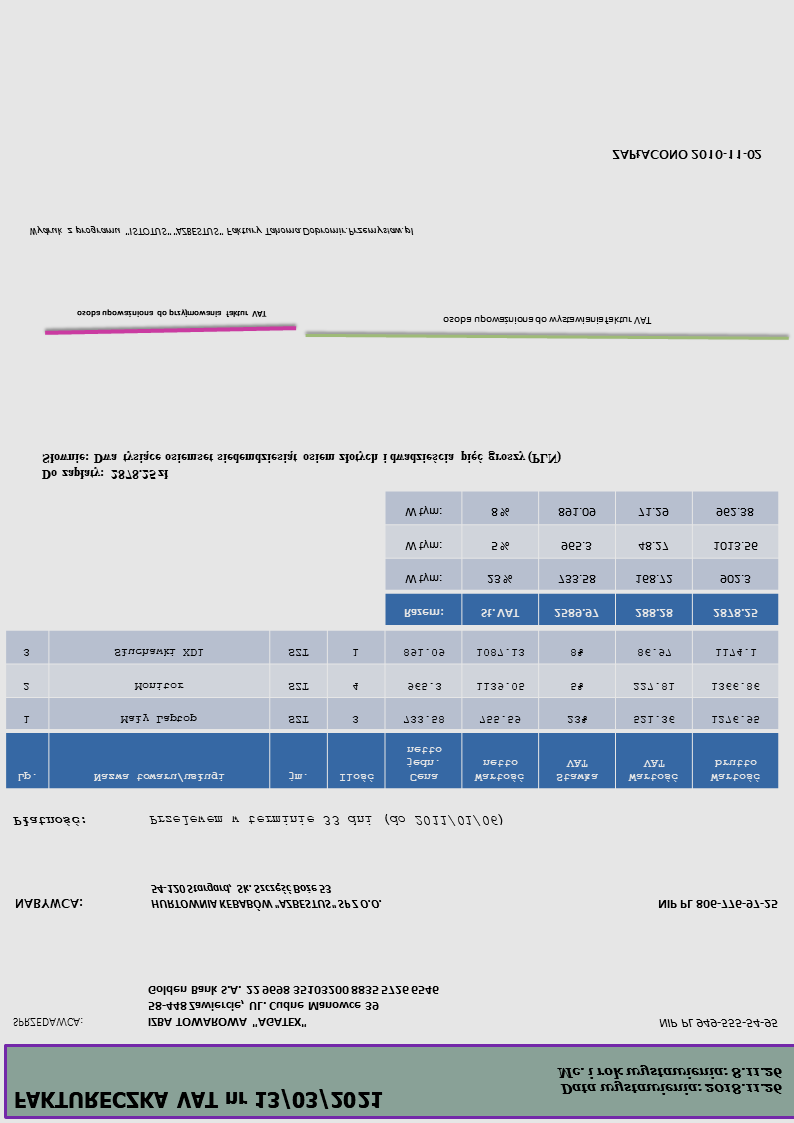 FAKTURECZKA VAT nr 13/03/2021
Data wystawienia: 2018.11.26
Mc. i rok wystawienia: 8.11.26
SPRZEDAWCA: IZBA TOWAROWA "AGATEX" NIP PL 949-555-54-95
58-448 Zawiercie, UL. Cudne Manowce 39
Golden Bank S.A. 22 9698 35103200 8835 5726 6546
NABYWCA: HURTOWNIA KEBABÓW "AZBESTUS" SP.Z O.O. NIP PL 806-776-97-25
54-120 Stargard, Sk. Szczęść Boże 53
Płatność: Przelewem w terminie 33 dni (do 2011/01/06)
Lp. Nazwa towaru/usługi jm. Ilość Cena jedn. netto Wartość netto Stawka VAT Wartość VAT Wartość brutto
1 Mały Laptop SZT 3 733.58 755.59 23% 521.36 1276.95
2 Monitor SZT 4 965.3 1139.05 5% 227.81 1366.86
3 Słuchawki XD1 SZT 1 891.09 1087.13 8% 86.97 1174.1
Razem: St.VAT 2589.97 288.28 2878.25
W tym: 23% 733.58 168.72 902.3
W tym: 5% 965.3 48.27 1013.56
W tym: 8% 891.09 71.29 962.38
Do zapłaty: 2878.25 zł
Słownie: Dwa tysiące osiemset siedemdziesiąt osiem złotych i dwadzieścia pięć groszy (PLN)
osoba upoważniona do przyjmowania faktur VAT
osoba upoważniona do wystawiania faktur VAT
Wydruk z programu "ISTOTUS" "AZBESTUS" Faktury Tahoma.Dobromir.Przemyslaw.pl
ZAPŁACONO 2010-11-02